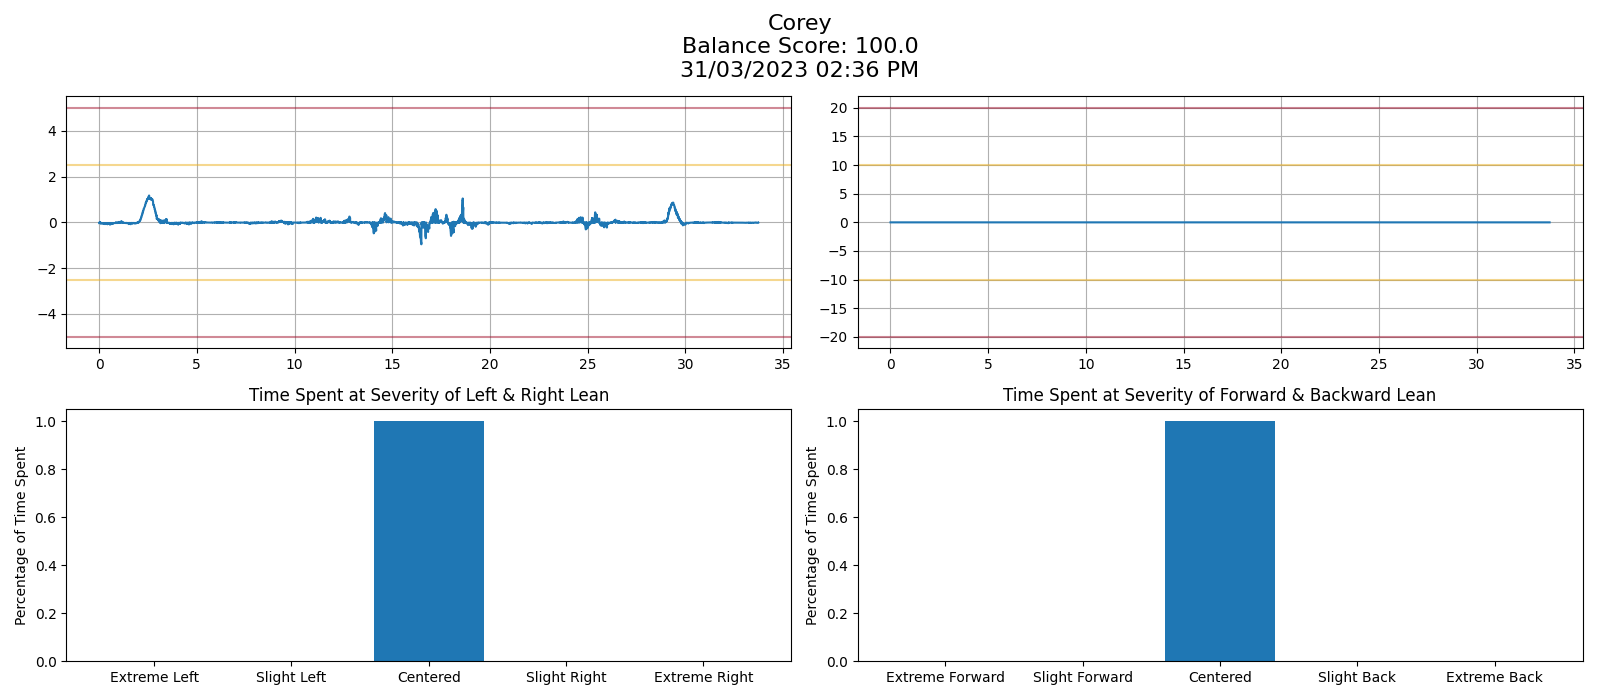 Corey
Balance Score: 100.0
31/03/2023 02:36 PM
4
2
0
−2
−4
0 5 10 15 20 25 30 35
20
15
10
5
0
−5
−10
−15
−20
0 5 10 15 20 25 30 35
Time Spent at Severity of Left & Right Lean
Percentage of Time Spent
1.0
0.8
0.6
0.4
0.2
0.0
Extreme Left Slight Left Centered Slight Right Extreme Right
Time Spent at Severity of Forward & Backward Lean
Percentage of Time Spent
1.0
0.8
0.6
0.4
0.2
0.0
Extreme Forward Slight Forward Centered Slight Back Extreme Back